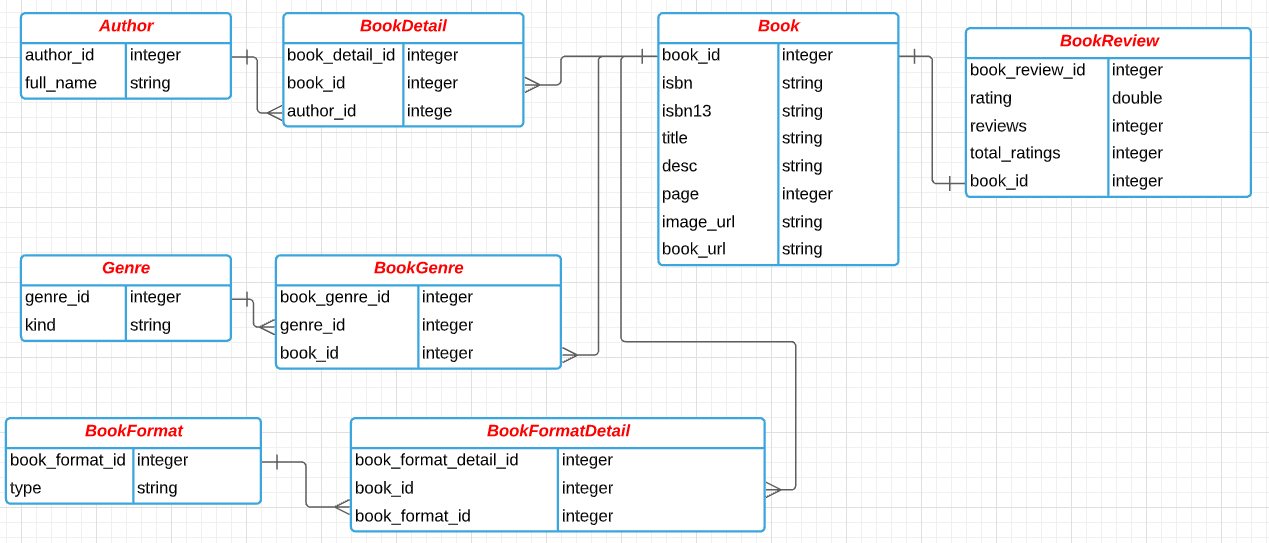 Author
author_id integer
full_name string
BookDetail
book_detail_id integer
book_id integer
author_id intege
Book
book_id integer
isbn string
isbn13 string
title string
desc string
page integer
image_url string
book_url string
BookReview
book_review_id integer
rating double
reviews integer
total_ratings integer
book_id integer
Genre
genre_id integer
kind string
BookGenre
book_genre_id integer
genre_id integer
book_id integer
BookFormat
book_format_id integer
type string
BookFormatDetail
book_format_detail_id integer
book_id integer
book_format_id integer